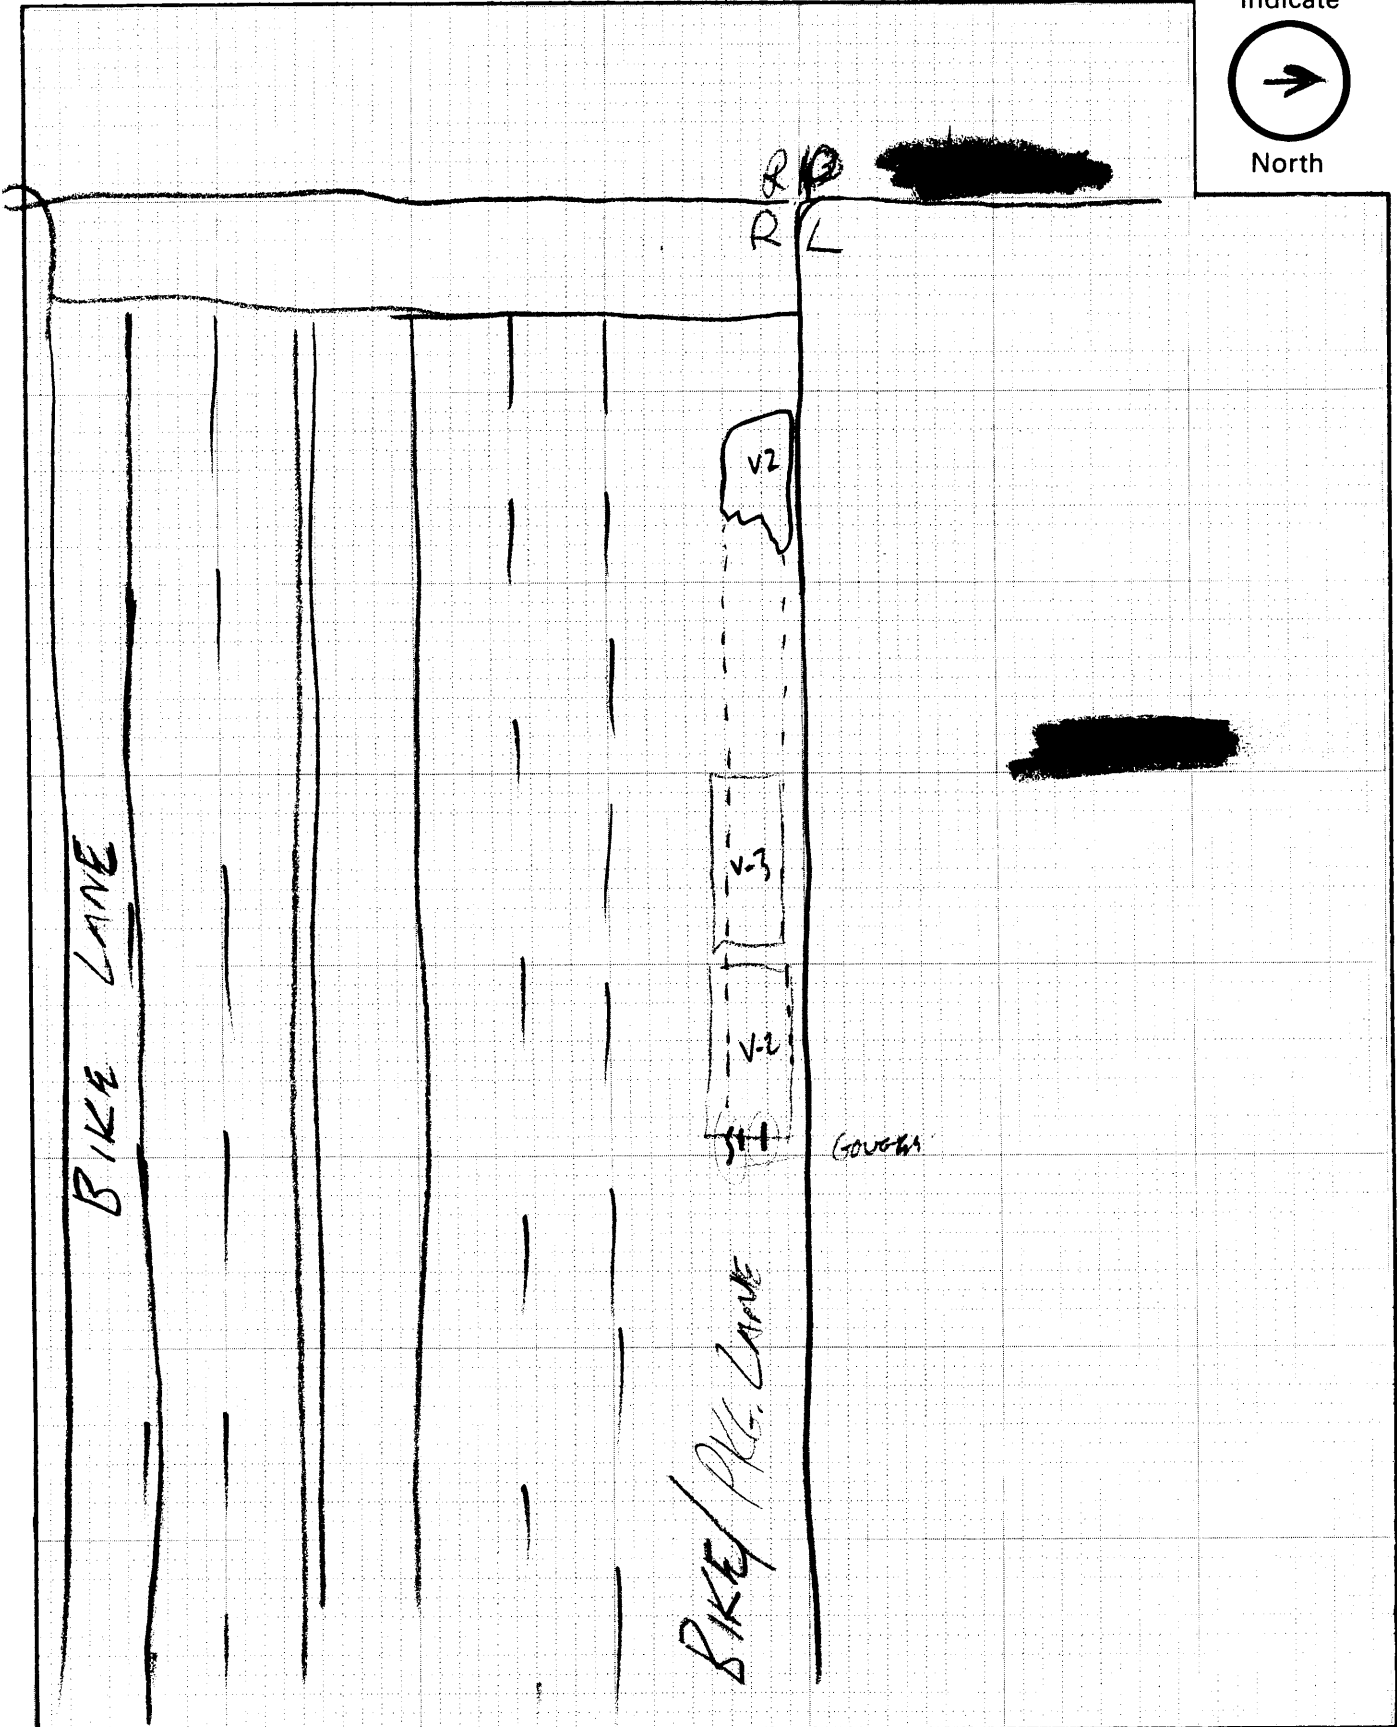 Indicate
North
R
R L
V2
V-3
V-2
GOUGES
BIKE LANE
BIKE/ PKG. LANE